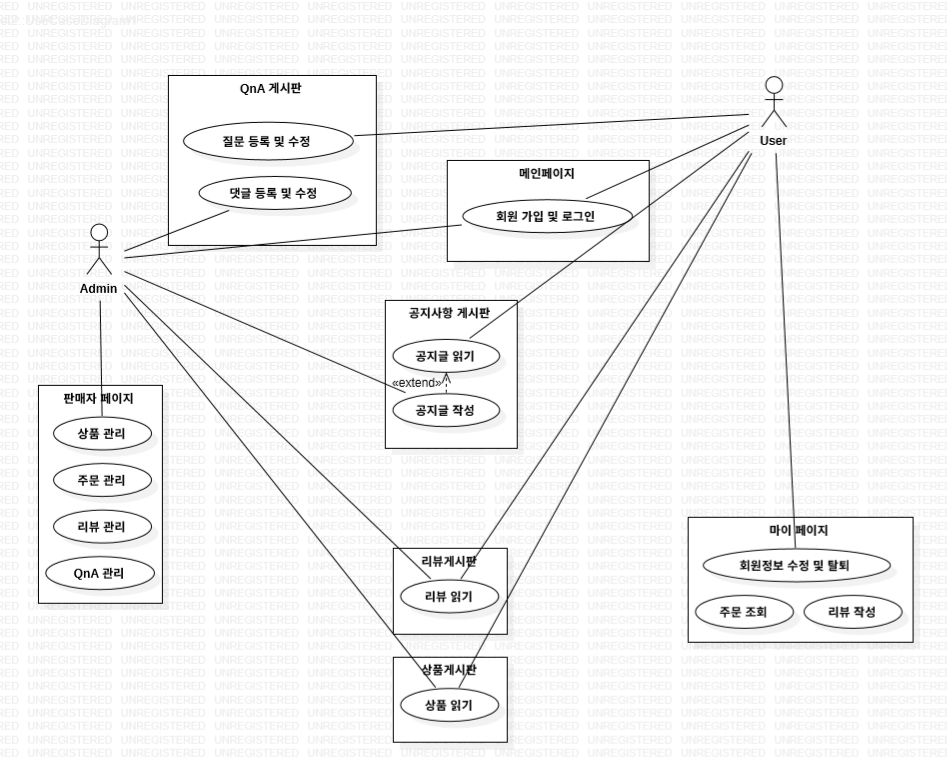 QnA 게시판
질문 등록 및 수정
댓글 등록 및 수정
User
메인페이지
회원 가입 및 로그인
Admin
공지사항 게시판
공지글 읽기
«extend»
공지글 작성
판매자 페이지
상품 관리
주문 관리
리뷰 관리
QnA 관리
리뷰게시판
리뷰 읽기
상품게시판
상품 읽기
마이 페이지
회원정보 수정 및 탈퇴
주문 조회
리뷰 작성
UNREGISTERED